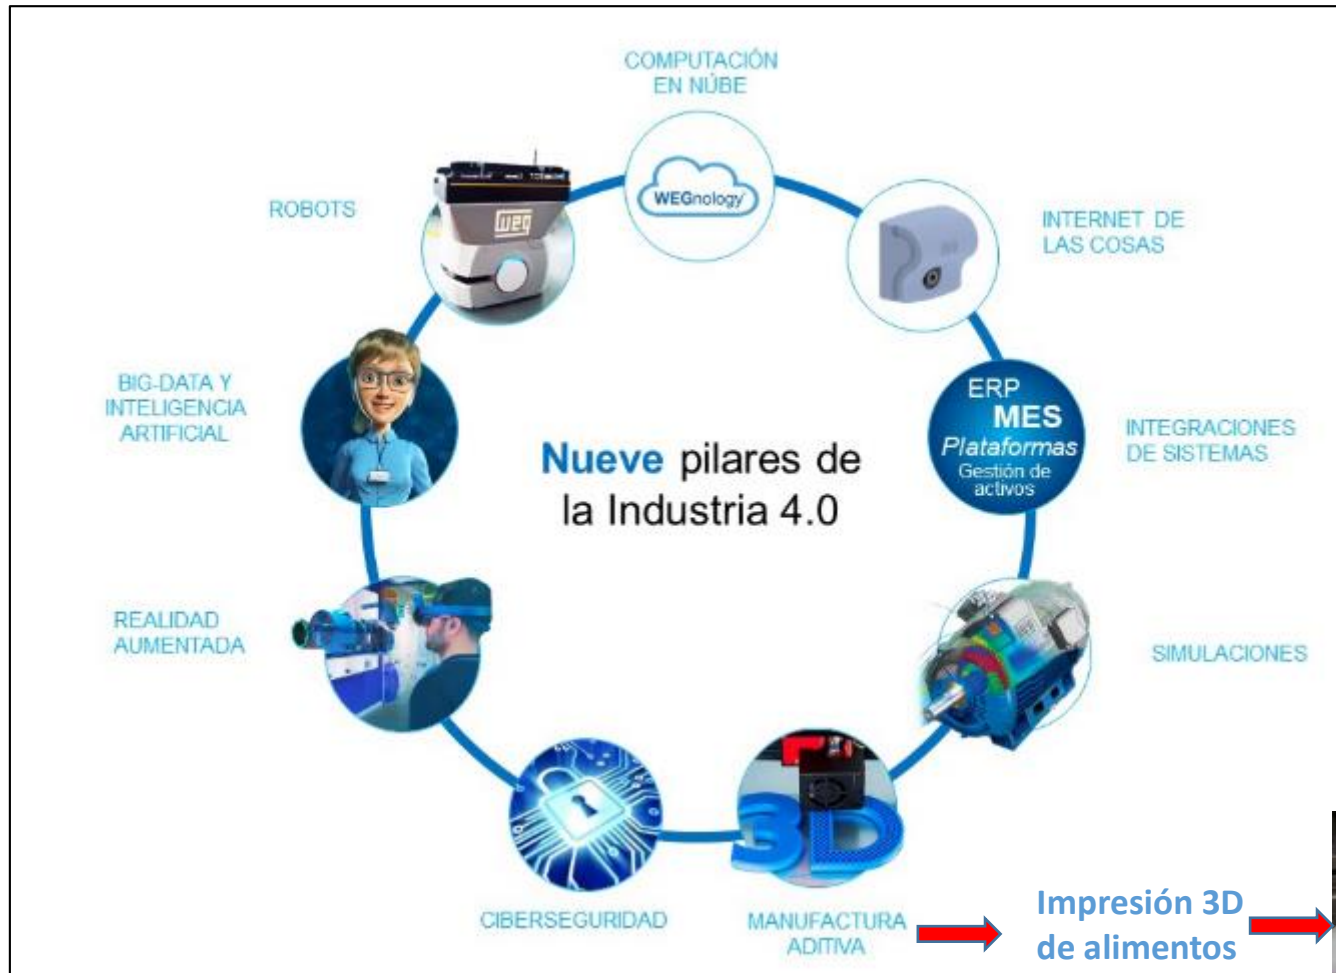 COMPUTACIÓN
EN NÚBE
WEGnology
ROBOTS
weg
INTERNET DE
LAS COSAS
BIG-DATA Y
INTELIGENCIA
ARTIFICIAL
ERP
MES
Plataformas
Gestión de
activos
INTEGRACIONES
DE SISTEMAS
Nueve pilares de
la Industria 4.0
REALIDAD
AUMENTADA
SIMULACIONES
3D
CIBERSEGURIDAD
MANUFACTURA
ADITIVA
Impresión 3D
de alimentos